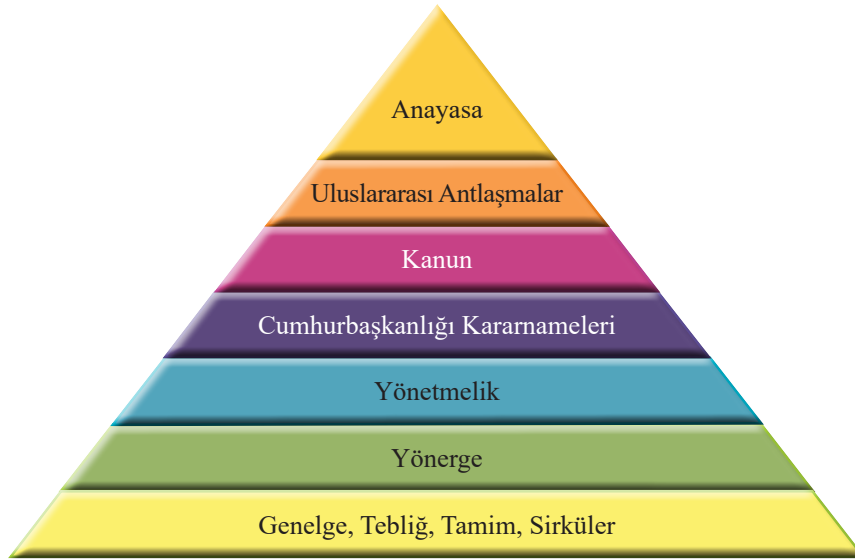 Anayasa
Uluslararası Antlaşmalar
Kanun
Cumhurbaşkanlığı Kararnameleri
Yönetmelik
Yönerge
Genelge, Tebliğ, Tamim, Sirküler